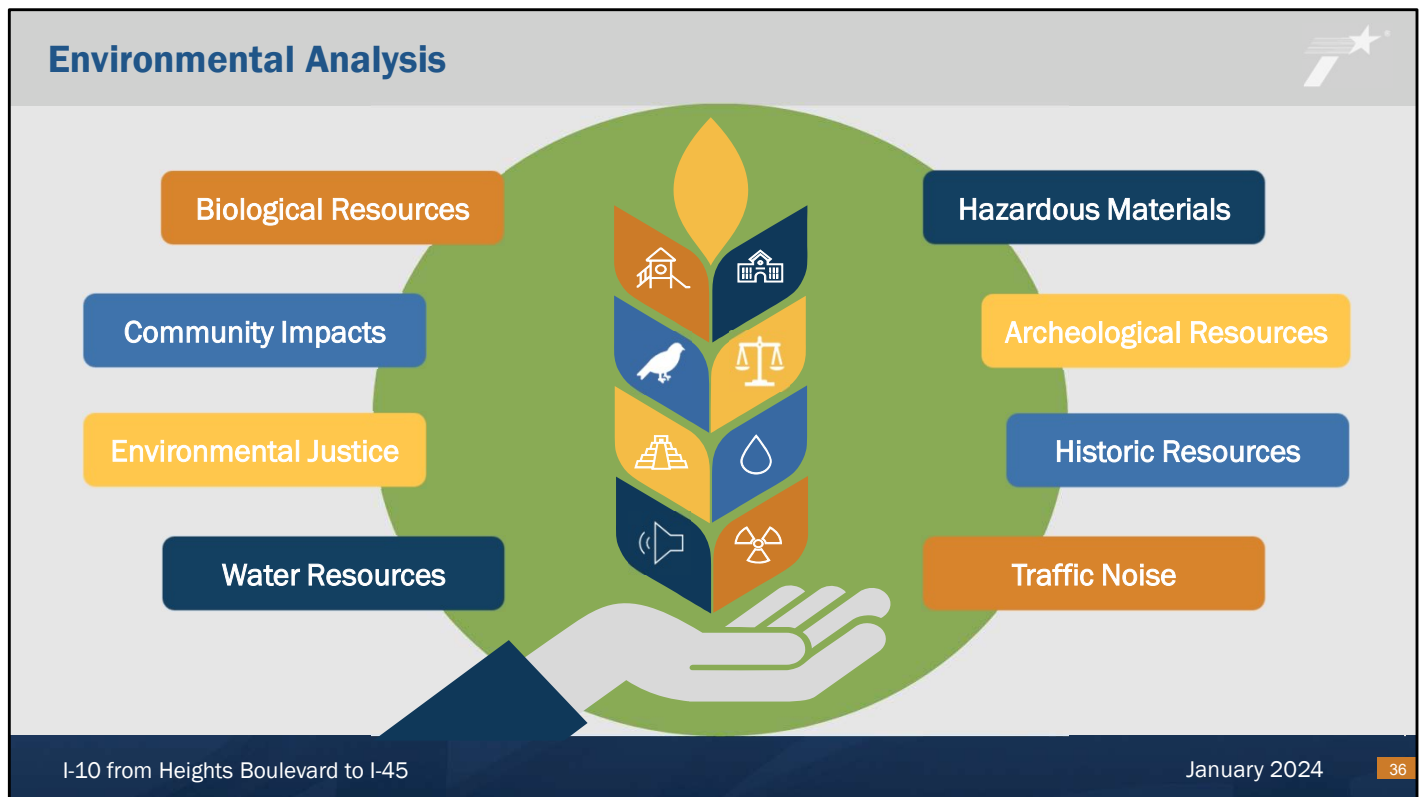 Environmental Analysis
Biological Resources
Community Impacts
Environmental Justice
Water Resources
Hazardous Materials
Archeological Resources
Historic Resources
Traffic Noise
I-10 from Heights Boulevard to I-45
January 2024
36